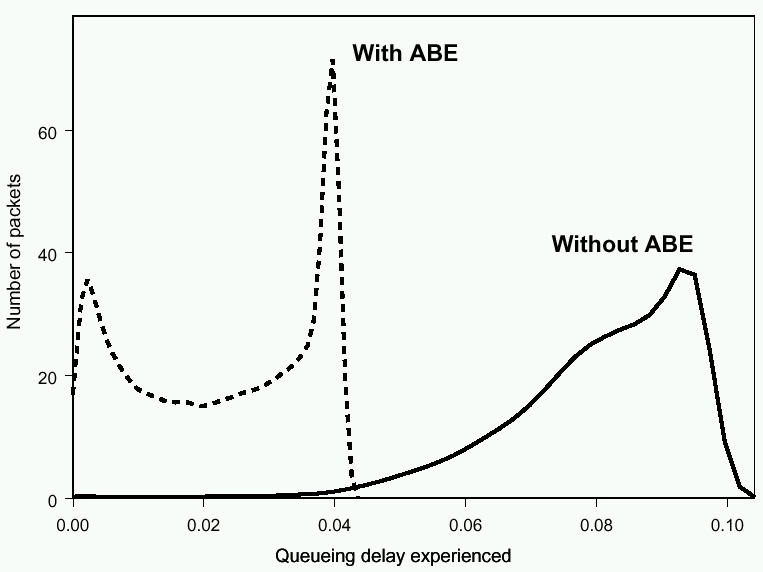 With ABE
60
Without ABE
40
Number of packets
20
0
0.00 0.02 0.04 0.06 0.08 0.10
Queueing delay experienced